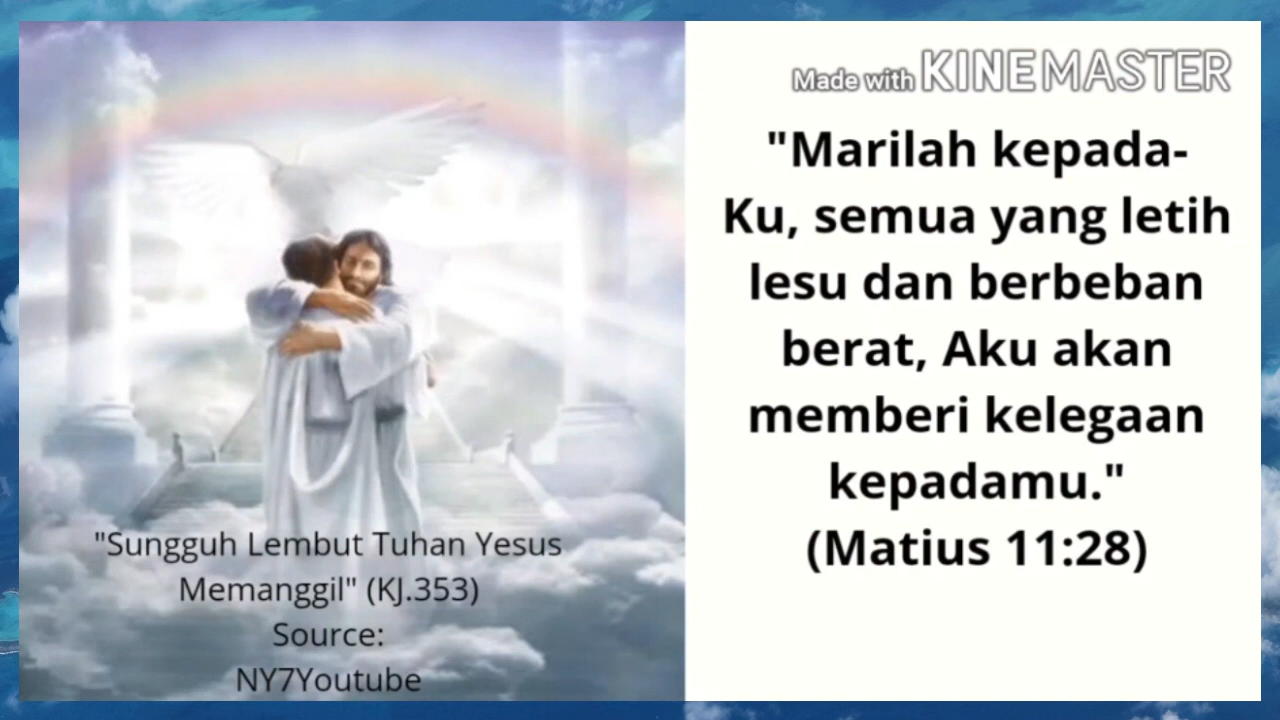 "Sungguh Lembut Tuhan Yesus
Memanggil" (KJ.353)
Source:
NY7Youtube
Made with KINEMASTER
"Marilah kepada-
Ku, semua yang letih
lesu dan berbeban
berat, Aku akan
memberi kelegaan
kepadamu."
(Matius 11:28)